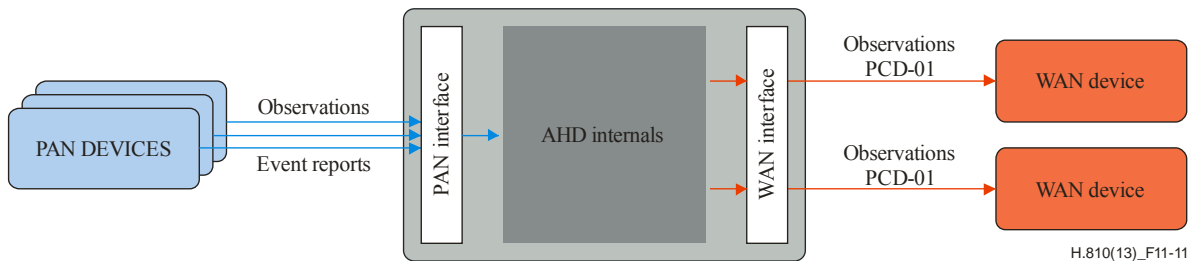 PAN DEVICES
Observations
Event reports
PAN interface
AHD internals
WAN interface
Observations
PCD-01
WAN device
Observations
PCD-01
WAN device
H.810(13)_F11-11